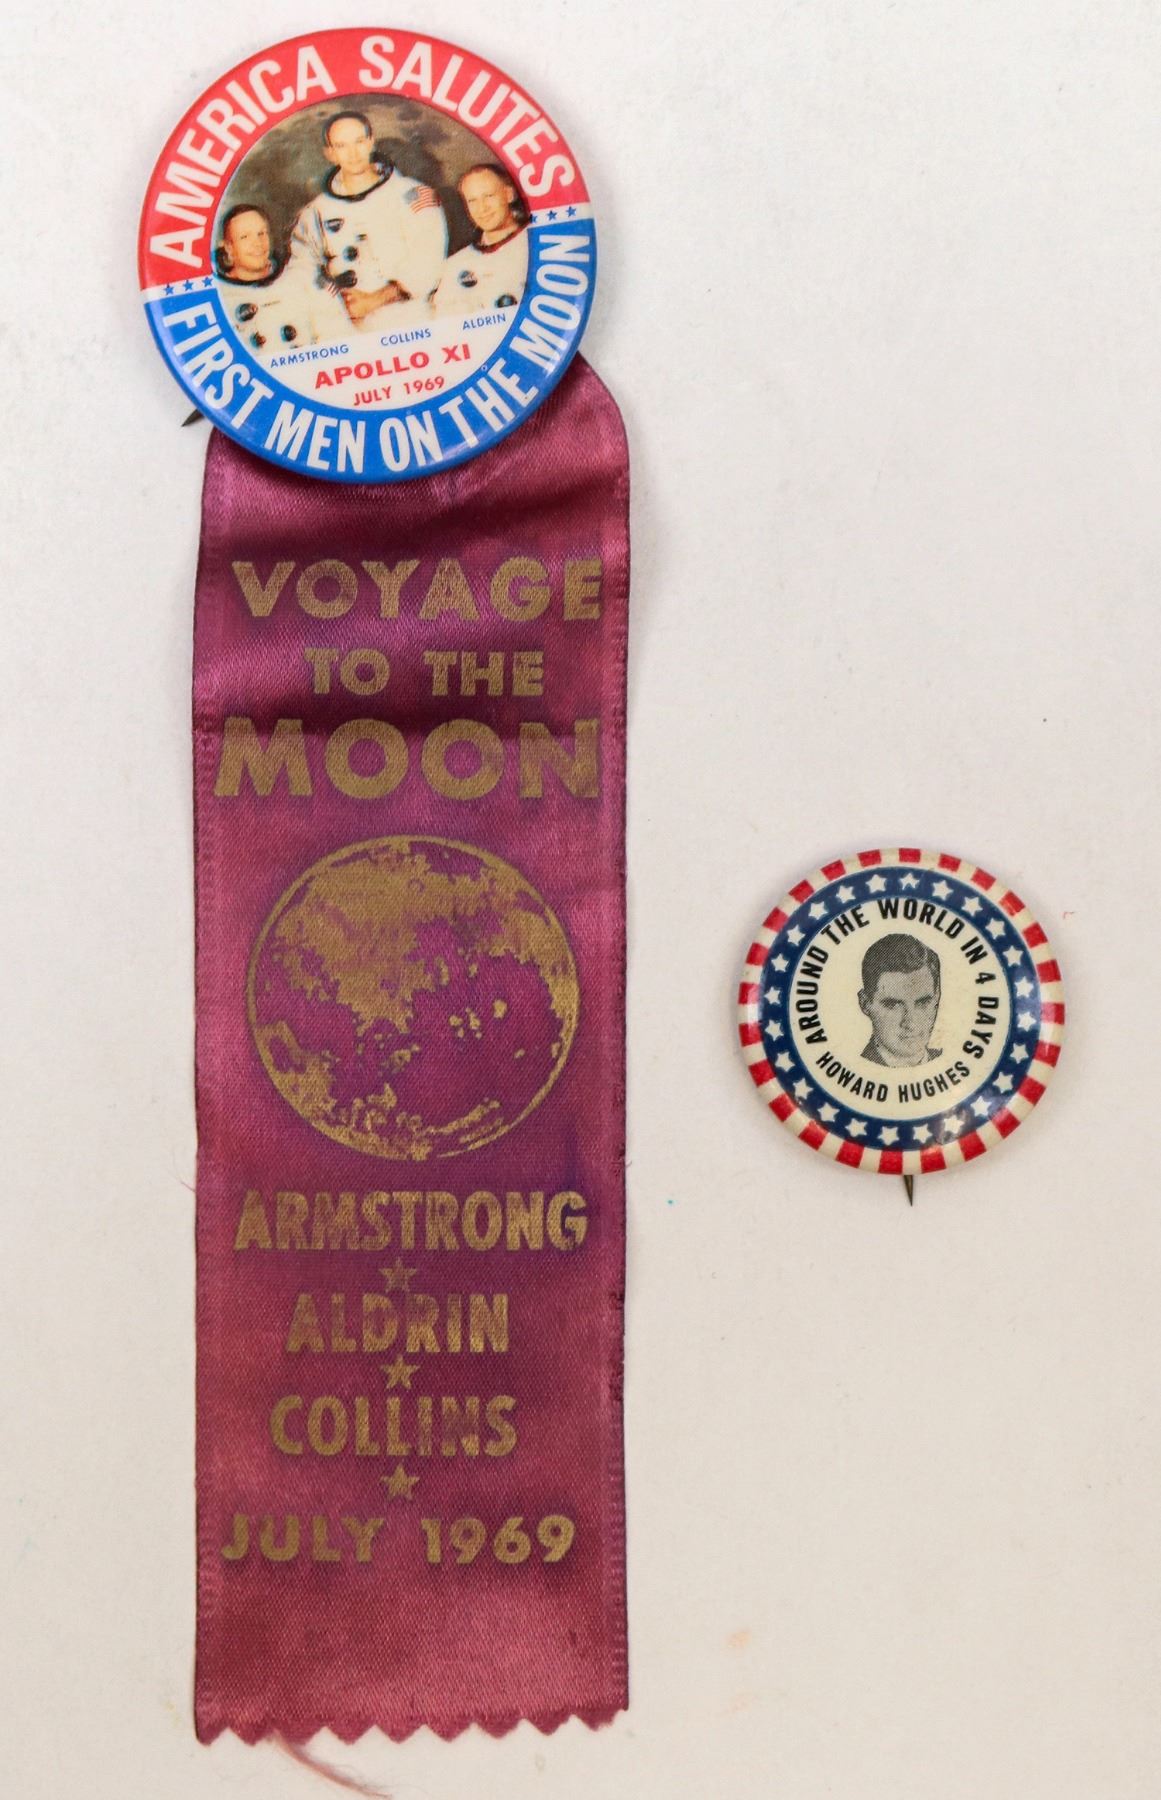 AMERICA SALUTES
ARMSTRONG COLLINS ALDRIN
APOLLO XI
JULY 1969
FIRST MEN ON THE MOON
VOYAGE
TO THE
MOON
ARMSTRONG
ALDRIN
COLLINS
JULY 1969
AROUND THE WORLD IN 4 DAYS
HOWARD HUGHES